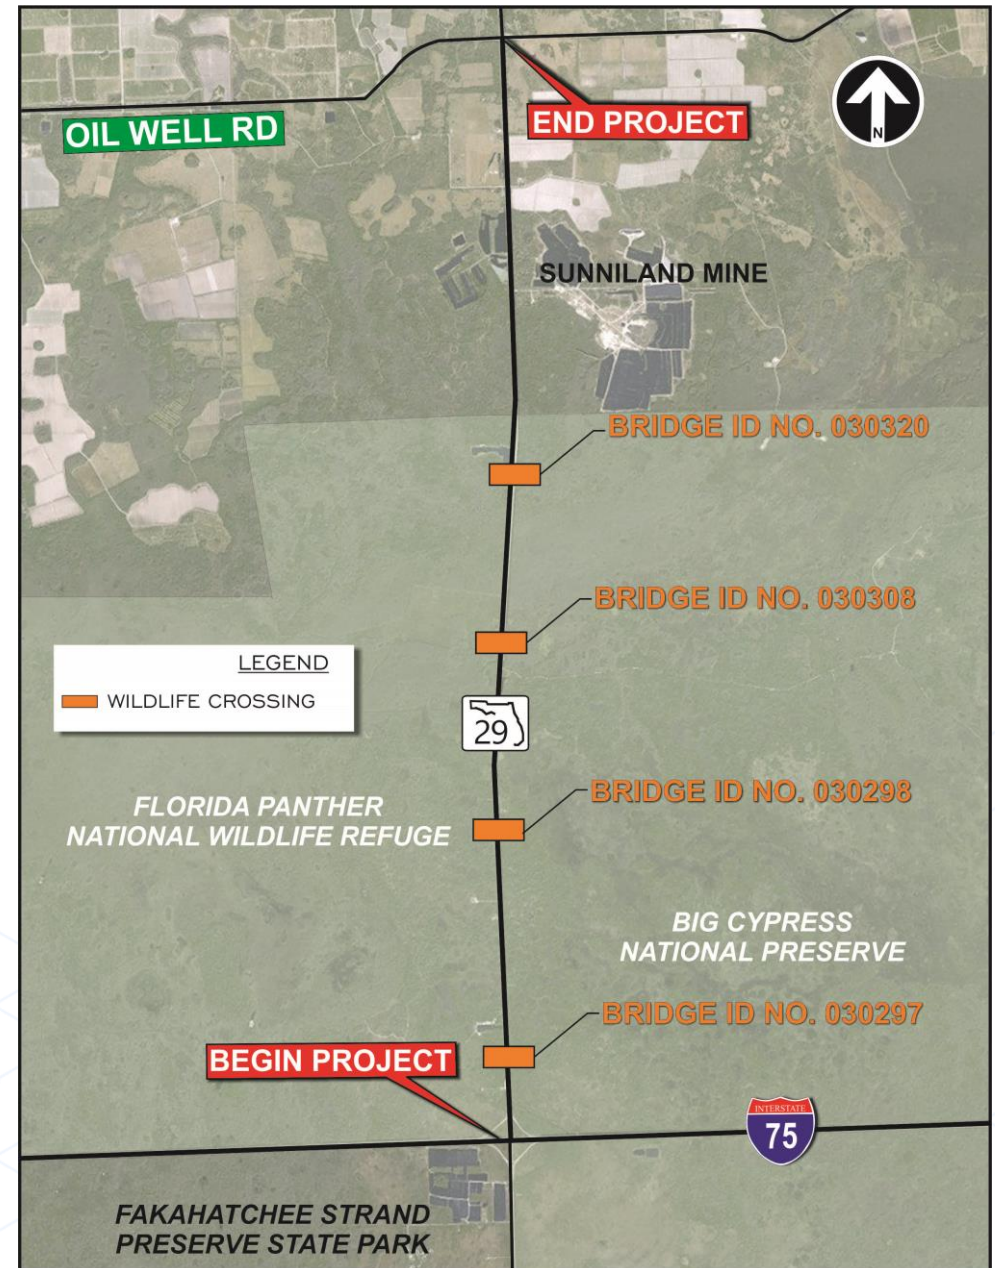 END PROJECT
OIL WELL RD
N
SUNNILAND MINE
BRIDGE ID NO. 030320
BRIDGE ID NO. 030308
LEGEND
WILDLIFE CROSSING
29
BRIDGE ID NO. 030298
FLORIDA PANTHER
NATIONAL WILDLIFE REFUGE
BIG CYPRESS
NATIONAL PRESERVE
BRIDGE ID NO. 030297
BEGIN PROJECT
INTERSTATE
75
FAKAHATCHEE STRAND
PRESERVE STATE PARK